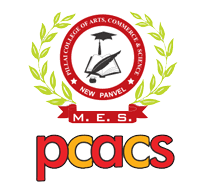 PILLAI COLLEGE OF ARTS, COMMERCE & SCIENCE
NEW PANVEL
M. E. S.
pcacs